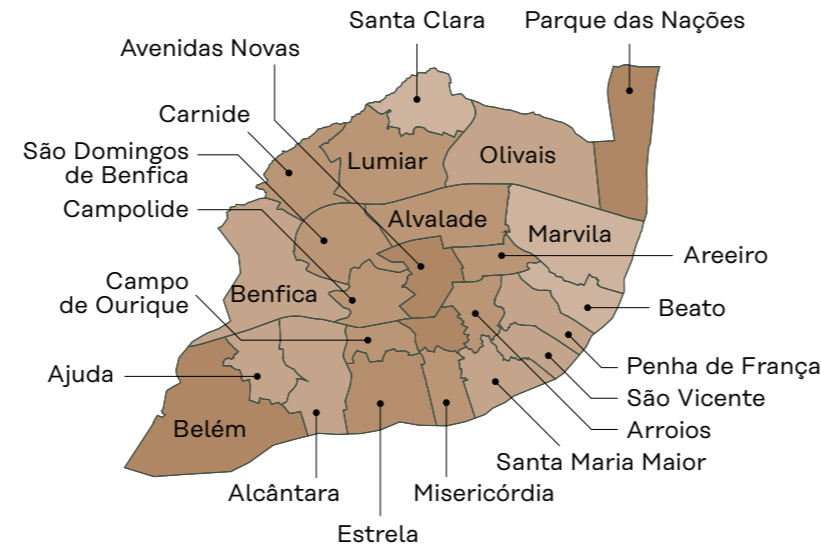 Santa Clara
Parque das Nações
Avenidas Novas
Carnide
São Domingos
de Benfica
Lumiar
Olivais
Campolide
Alvalade
Marvila
Areeiro
Campo
de Ourique
Benfica
Beato
Ajuda
Penha de França
São Vicente
Belém
Arroios
Santa Maria Maior
Alcântara
Misericórdia
Estrela